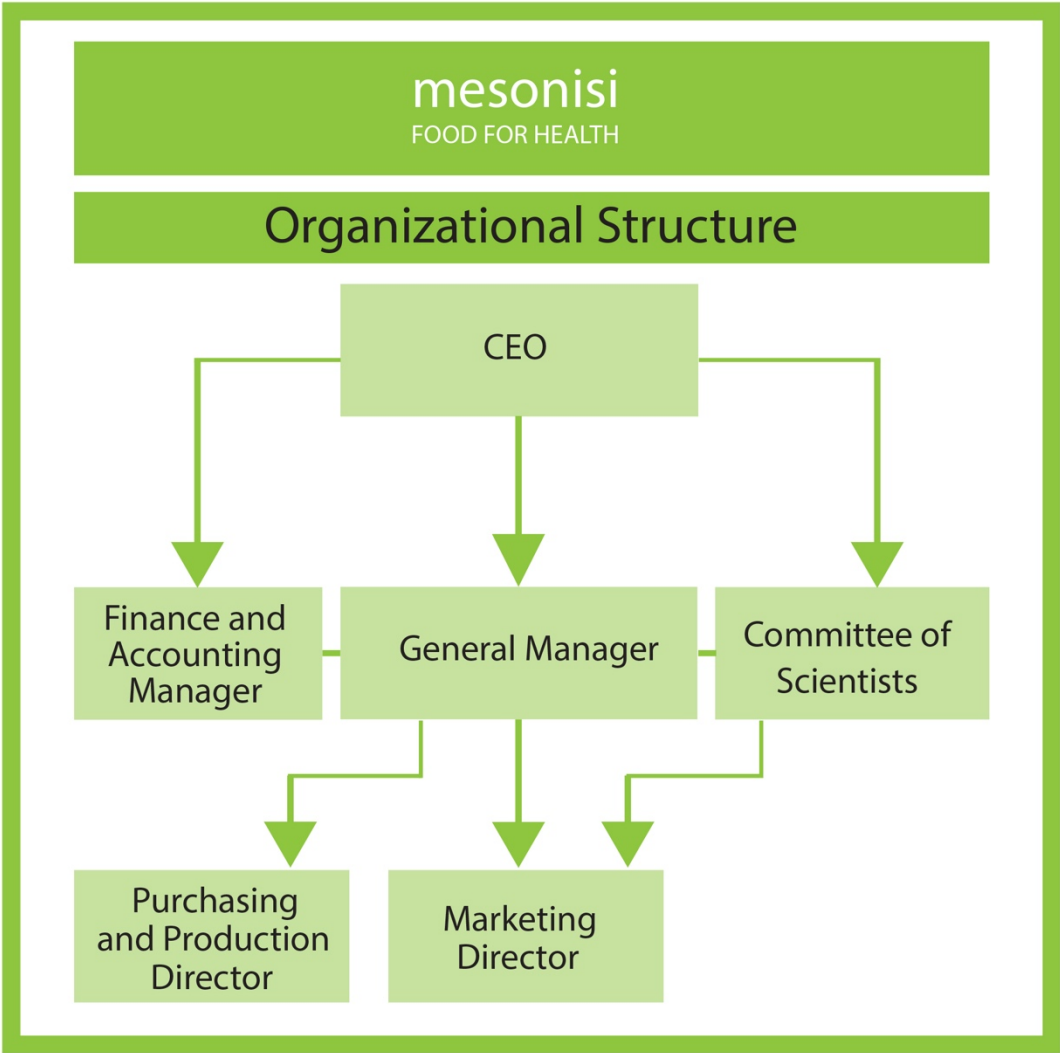 mesonisi
FOOD FOR HEALTH
Organizational Structure
CEO
Finance and
Accounting
Manager
General Manager
Committee of
Scientists
Purchasing
and Production
Director
Marketing
Director